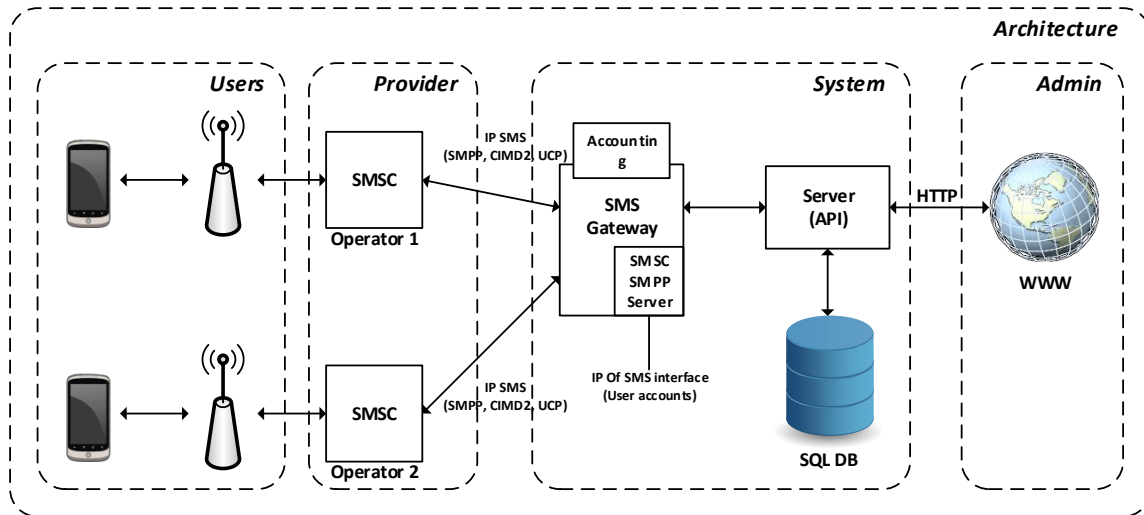 Architecture
Users
Provider
System
Admin
IP SMS
(SMPP, CIMD2, UCP)
Accountin
g
SMSC
Operator 1
SMS
Gateway
SMSC
SMPP
Server
Server
(API)
HTTP
WWW
IP Of SMS interface
(User accounts)
IP SMS
(SMPP, CIMD2, UCP)
SMSC
Operator 2
SQL DB